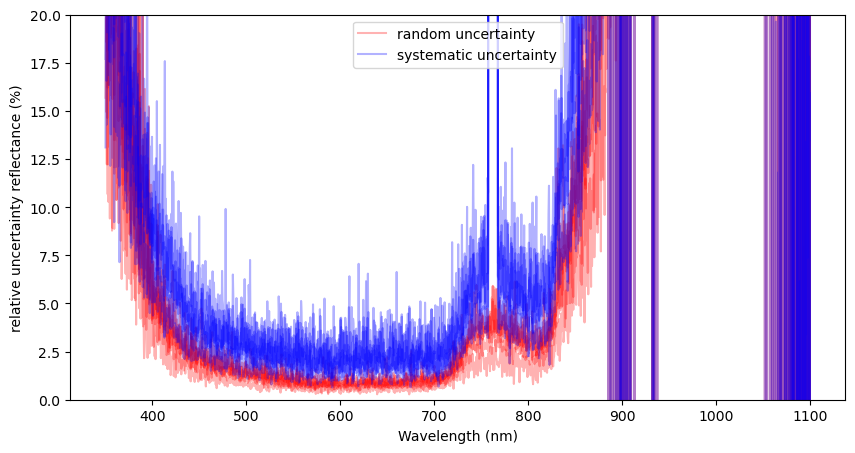 20.0
17.5
15.0
12.5
10.0
7.5
5.0
2.5
0.0
relative uncertainty reflectance (%)
random uncertainty
systematic uncertainty
400 500 600 700 800 900 1000 1100
Wavelength (nm)